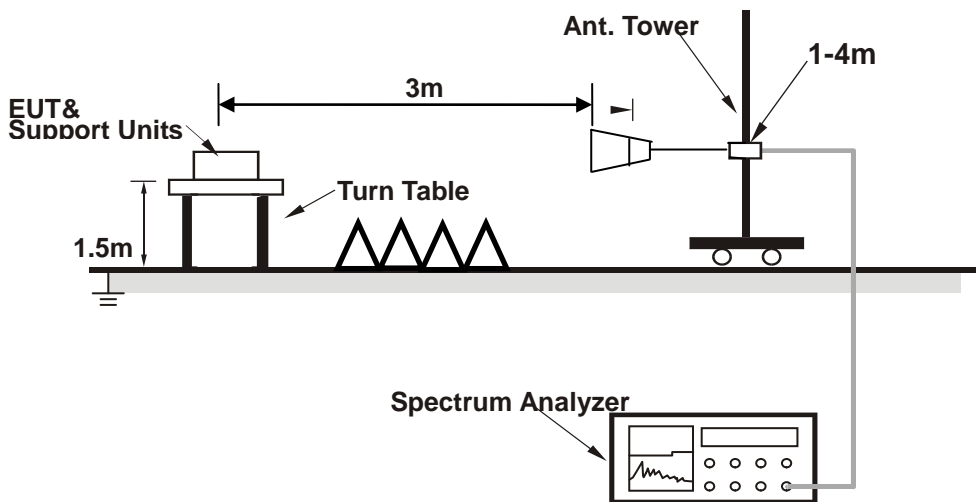 Ant. Tower
1-4m
3m
EUT&
Support Units
Turn Table
1.5m
Spectrum Analyzer